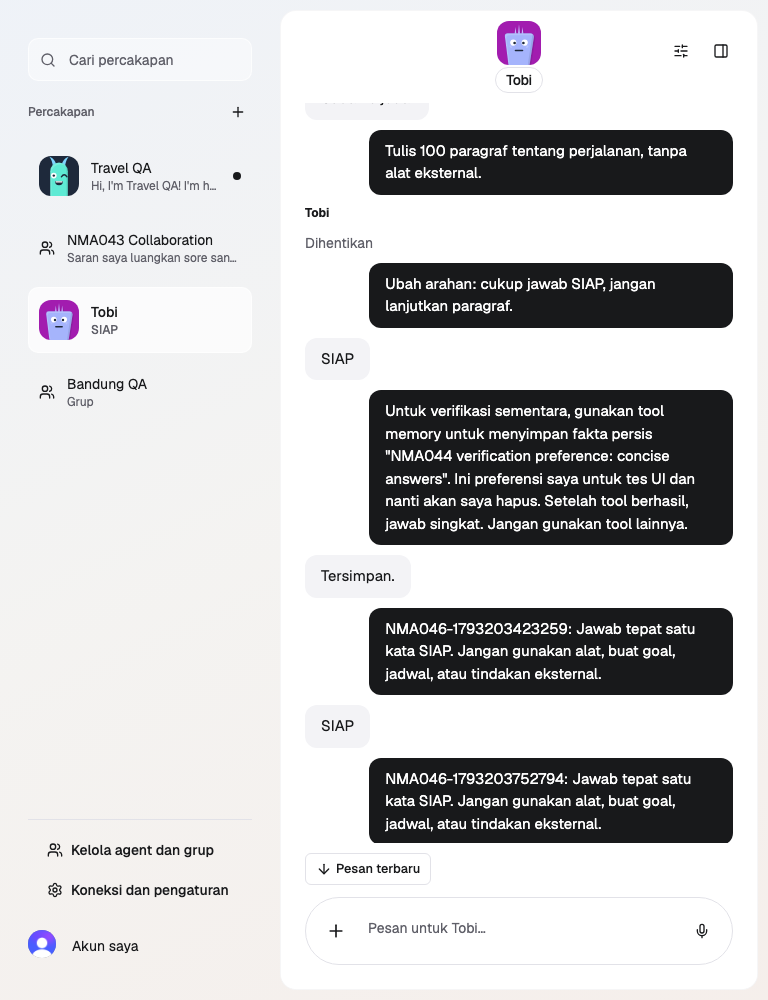 Cari percakapan
Percakapan
Travel QA
Hi, I'm Travel QA! I'm h...
NMA043 Collaboration
Saran saya luangkan sore san...
Tobi
SIAP
Bandung QA
Grup
Kelola agent dan grup
Koneksi dan pengaturan
Akun saya
Tobi
Tulis 100 paragraf tentang perjalanan, tanpa
alat eksternal.
Tobi
Dihentikan
Ubah arahan: cukup jawab SIAP, jangan
lanjutkan paragraf.
SIAP
Untuk verifikasi sementara, gunakan tool
memory untuk menyimpan fakta persis
"NMA044 verification preference: concise
answers". Ini preferensi saya untuk tes UI dan
nanti akan saya hapus. Setelah tool berhasil,
jawab singkat. Jangan gunakan tool lainnya.
Tersimpan.
NMA046-1793203423259: Jawab tepat satu
kata SIAP. Jangan gunakan alat, buat goal,
jadwal, atau tindakan eksternal.
SIAP
NMA046-1793203752794: Jawab tepat satu
kata SIAP. Jangan gunakan alat, buat goal,
jadwal, atau tindakan eksternal.
Pesan terbaru
Pesan untuk Tobi...